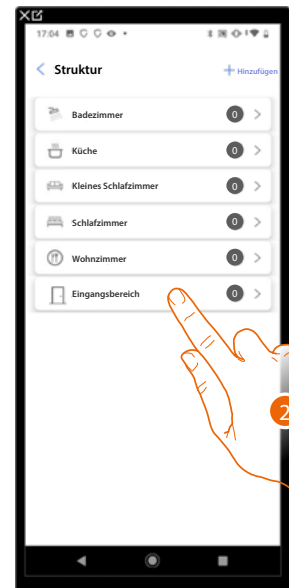 17:04
Struktur
Hinzufügen
Badezimmer 0
Küche 0
Kleines Schlafzimmer 0
Schlafzimmer 0
Wohnzimmer 0
Eingangsbereich 0
2